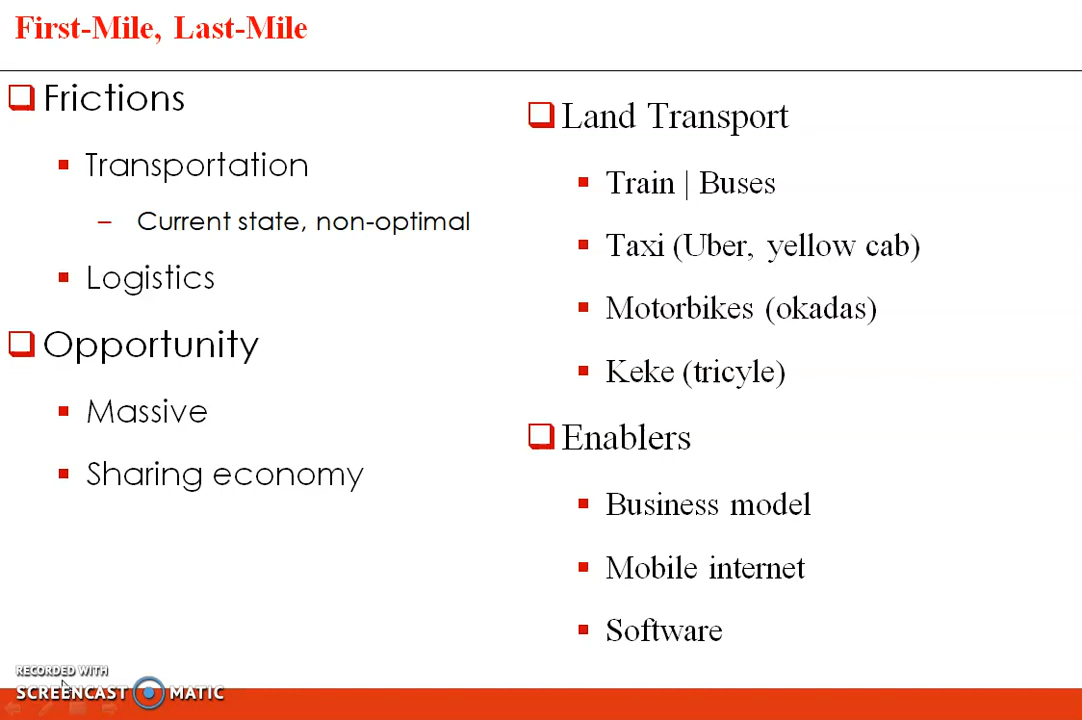 First-Mile, Last-Mile
Frictions
Transportation
– Current state, non-optimal
Logistics
Opportunity
Massive
Sharing economy
Land Transport
Train | Buses
Taxi (Uber, yellow cab)
Motorbikes (okadas)
Keke (tricyle)
Enablers
Business model
Mobile internet
Software
RECORDED WITH
SCREENCAST MATIC